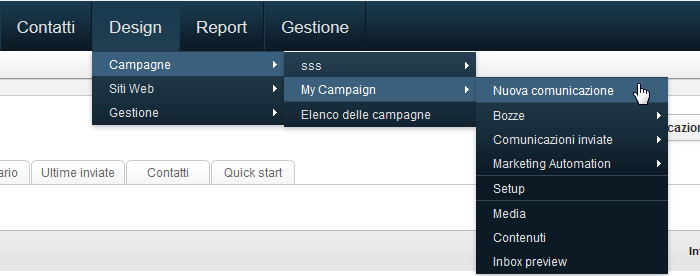 Contatti Design Report Gestione
Campagne
Siti Web
Gestione
sss
My Campaign
Elenco delle campagne
Nuova comunicazione
Bozze
Comunicazioni inviate
Marketing Automation
Setup
Media
Contenuti
Inbox preview
cazion
ario Ultime inviate Contatti Quick start
In